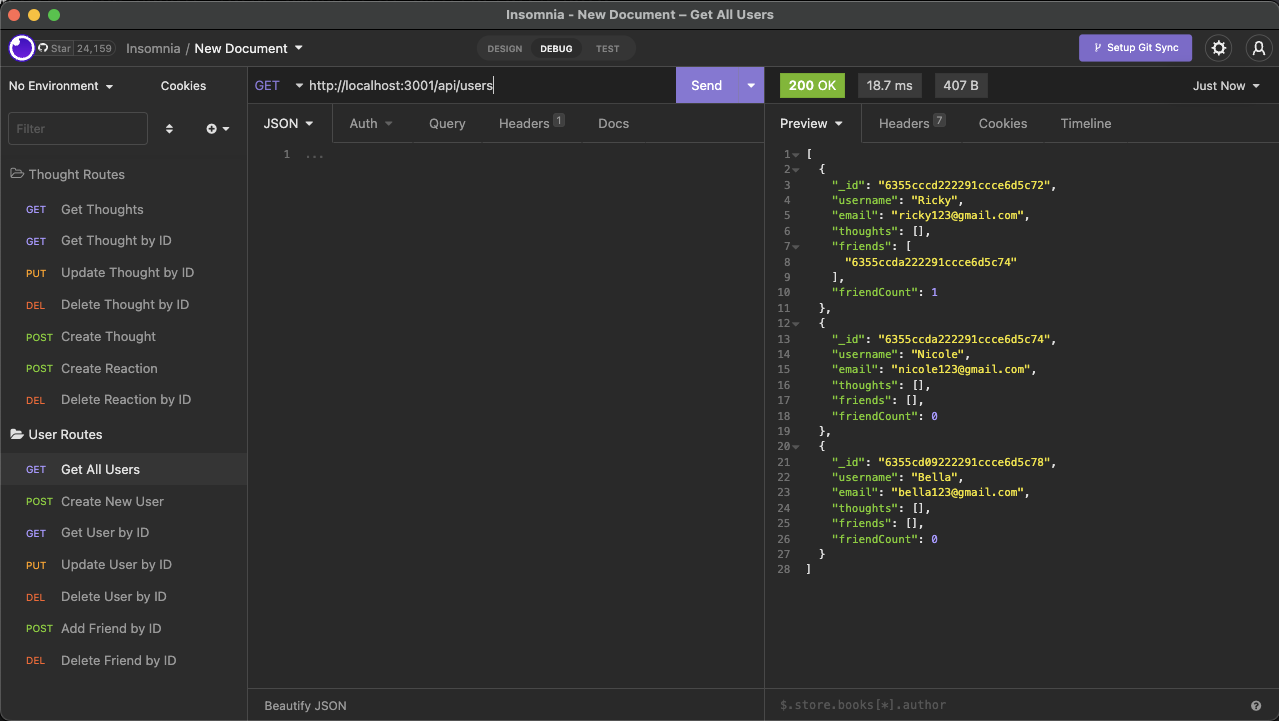 Insomnia - New Document – Get All Users
Star 24,159 Insomnia / New Document DESIGN DEBUG TEST Setup Git Sync
No Environment Cookies
GET http://localhost:3001/api/users Send
200 OK 18.7 ms 407 B Just Now
Filter
JSON Auth Query Headers 1 Docs
Preview Headers 7 Cookies Timeline
Thought Routes
GET Get Thoughts
GET Get Thought by ID
PUT Update Thought by ID
DEL Delete Thought by ID
POST Create Thought
POST Create Reaction
DEL Delete Reaction by ID
User Routes
GET Get All Users
POST Create New User
GET Get User by ID
PUT Update User by ID
DEL Delete User by ID
POST Add Friend by ID
DEL Delete Friend by ID
1 ...
Beautify JSON
1 [
2 {
3 "_id": "6355cccd222291ccce6d5c72",
4 "username": "Ricky",
5 "email": "ricky123@gmail.com",
6 "thoughts": [],
7 "friends": [
8 "6355ccda222291ccce6d5c74"
9 ],
10 "friendCount": 1
11 },
12 {
13 "_id": "6355ccda222291ccce6d5c74",
14 "username": "Nicole",
15 "email": "nicole123@gmail.com",
16 "thoughts": [],
17 "friends": [],
18 "friendCount": 0
19 },
20 {
21 "_id": "6355cd09222291ccce6d5c78",
22 "username": "Bella",
23 "email": "bella123@gmail.com",
24 "thoughts": [],
25 "friends": [],
26 "friendCount": 0
27 }
28 ]
$.store.books[*].author